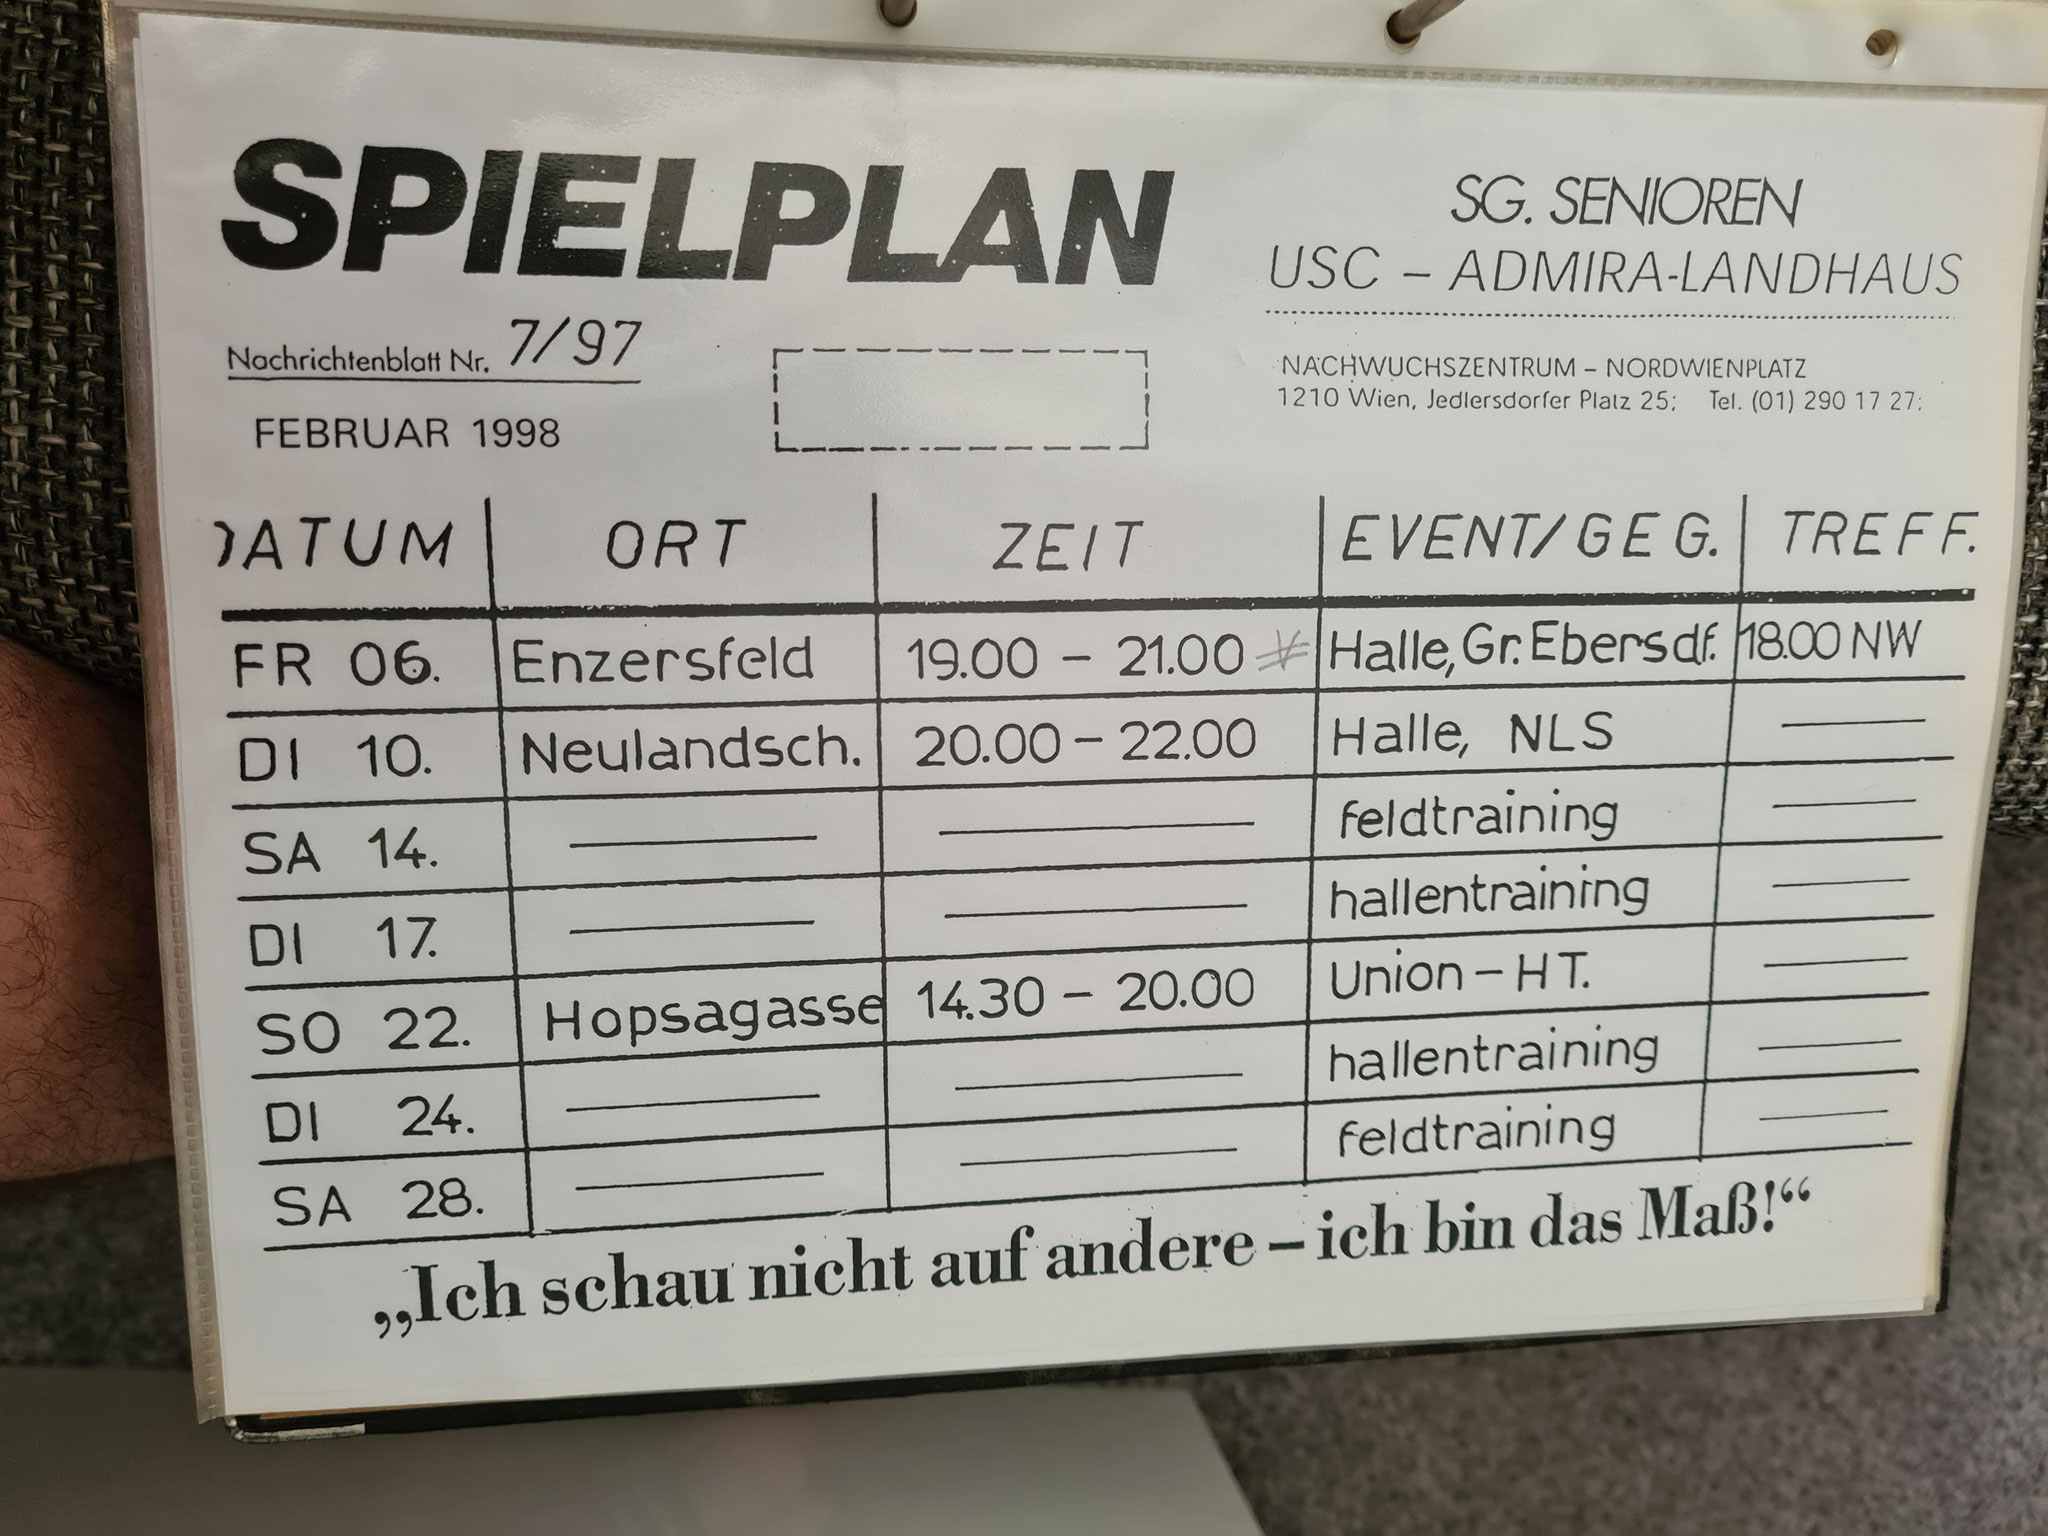 SPIELPLAN
SG. SENIOREN
USC – ADMIRA-LANDHAUS
Nachrichtenblatt Nr. 7/97
NACHWUCHSZENTRUM – NORDWIENPLATZ
1210 Wien, Jedlersdorfer Platz 25; Tel. (01) 290 17 27;
FEBRUAR 1998
DATUM ORT ZEIT EVENT/GEG. TREFF.
FR 06. Enzersfeld 19.00 – 21.00 Halle, Gr. Ebersdf. 18.00 NW
DI 10. Neulandsch. 20.00 – 22.00 Halle, NLS —
SA 14. — — feldtraining —
DI 17. — — hallentraining —
SO 22. Hopsagasse 14.30 – 20.00 Union – HT. —
DI 24. — — hallentraining —
SA 28. — — feldtraining —
„Ich schau nicht auf andere – ich bin das Maß!“